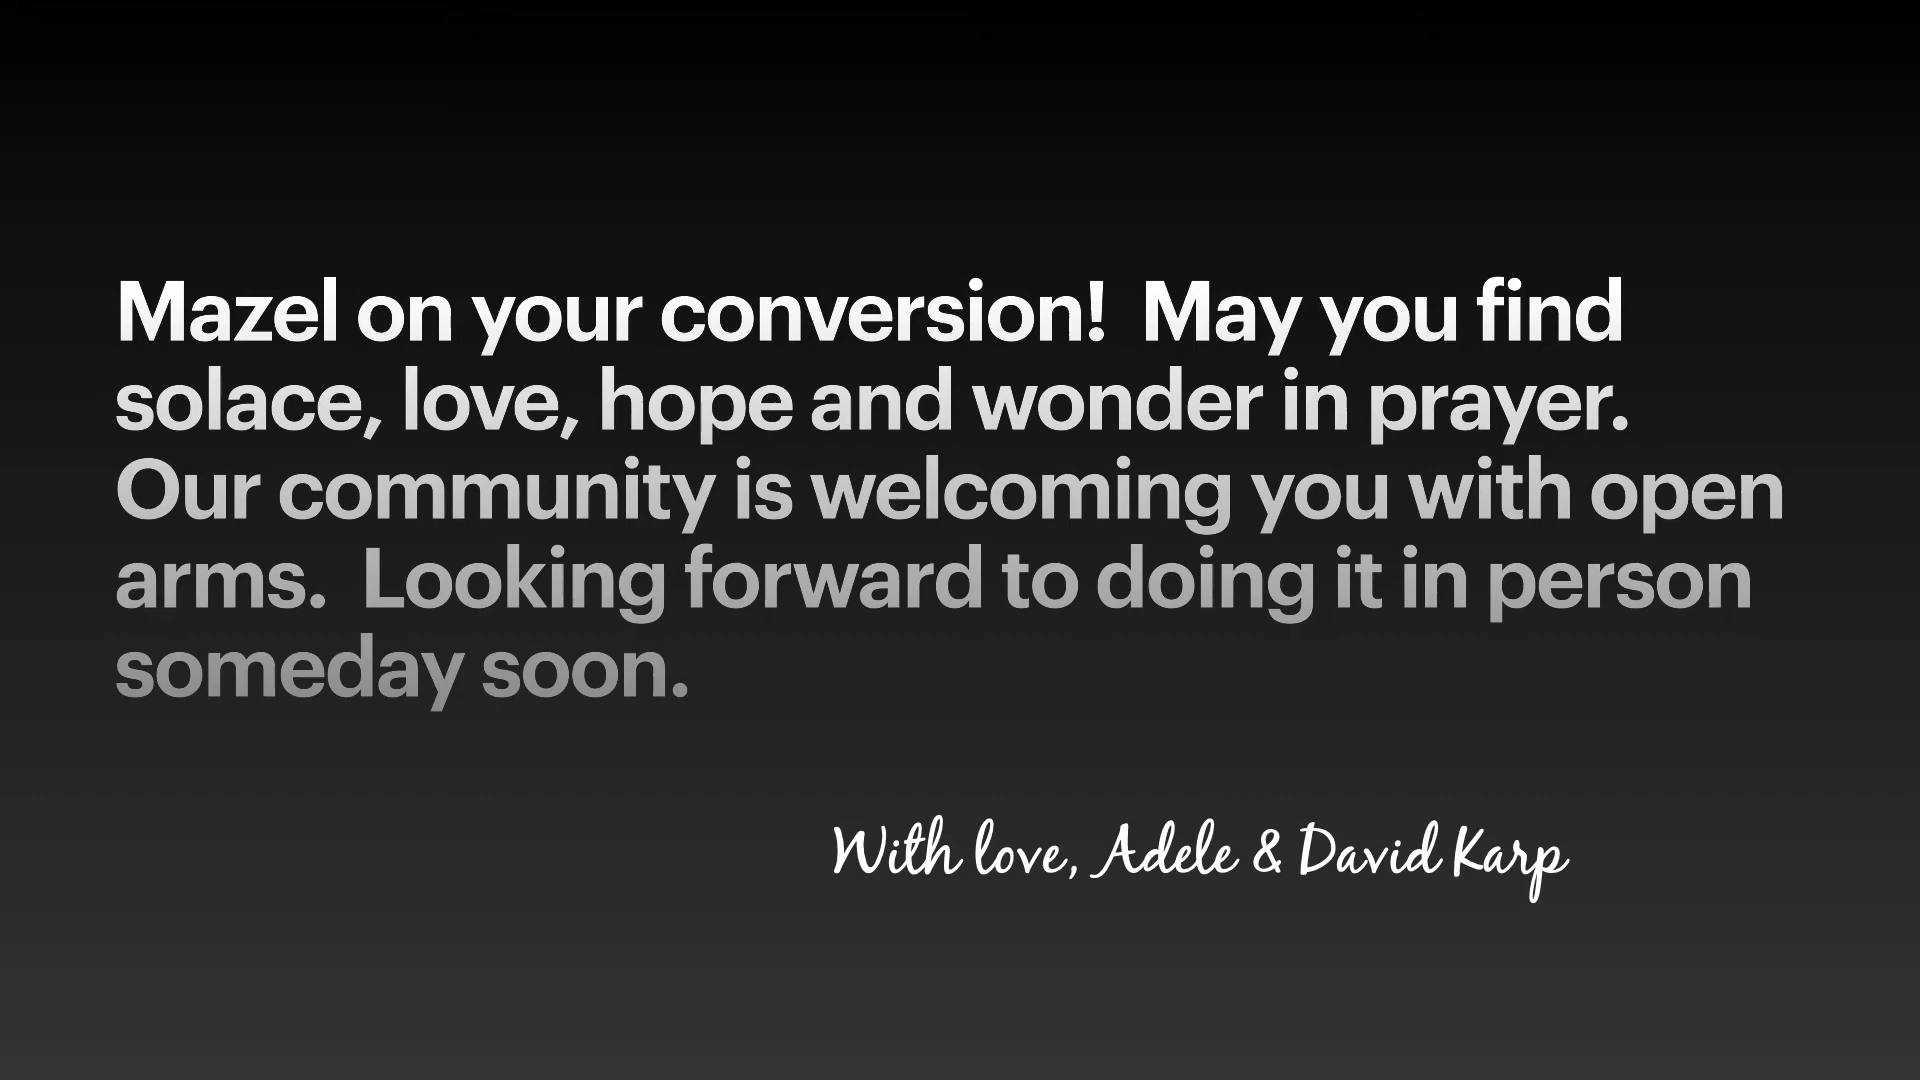 Mazel on your conversion!  May you find
solace, love, hope and wonder in prayer.
Our community is welcoming you with open
arms.  Looking forward to doing it in person
someday soon.
With love, Adele & David Karp